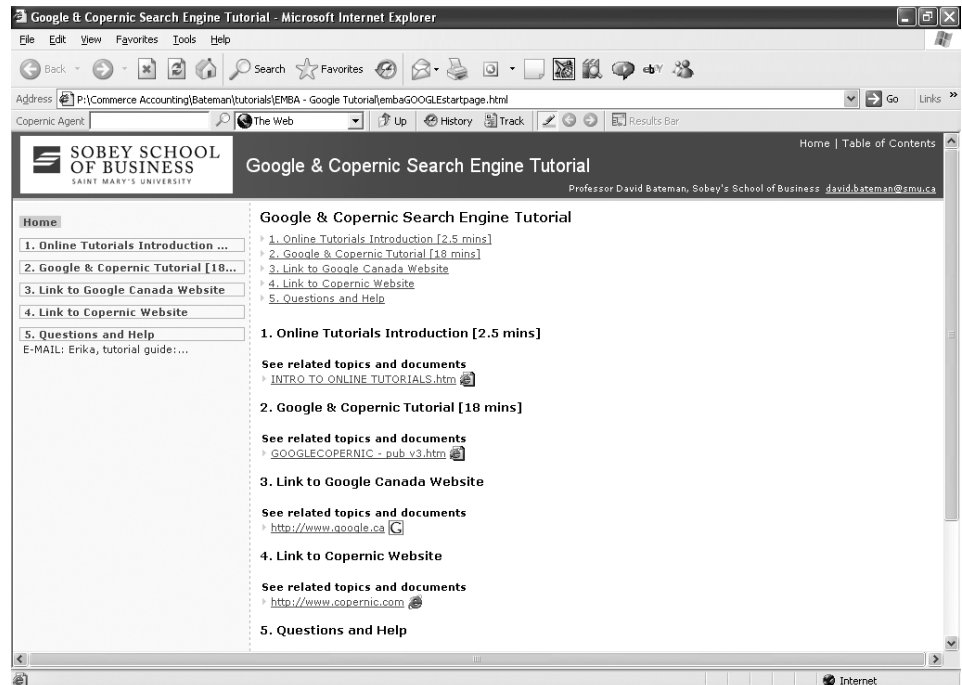 Google & Copernic Search Engine Tutorial - Microsoft Internet Explorer
File Edit View Favorites Tools Help
Back Search Favorites
Address P:\Commerce Accounting\Bateman\tutorials\EMBA - Google Tutorial\embaGOOGLEstartpage.html Go Links »
Copernic Agent The Web Up History Track Results Bar
Home | Table of Contents
SOBEY SCHOOL
OF BUSINESS
SAINT MARY'S UNIVERSITY
Google & Copernic Search Engine Tutorial
Professor David Bateman, Sobey's School of Business david.bateman@smu.ca
Home
1. Online Tutorials Introduction ...
2. Google & Copernic Tutorial [18...
3. Link to Google Canada Website
4. Link to Copernic Website
5. Questions and Help
E-MAIL: Erika, tutorial guide:...
Google & Copernic Search Engine Tutorial
1. Online Tutorials Introduction [2.5 mins]
2. Google & Copernic Tutorial [18 mins]
3. Link to Google Canada Website
4. Link to Copernic Website
5. Questions and Help
1. Online Tutorials Introduction [2.5 mins]
See related topics and documents
INTRO TO ONLINE TUTORIALS.htm
2. Google & Copernic Tutorial [18 mins]
See related topics and documents
GOOGLECOPERNIC - pub v3.htm
3. Link to Google Canada Website
See related topics and documents
http://www.google.ca G
4. Link to Copernic Website
See related topics and documents
http://www.copernic.com
5. Questions and Help
Internet